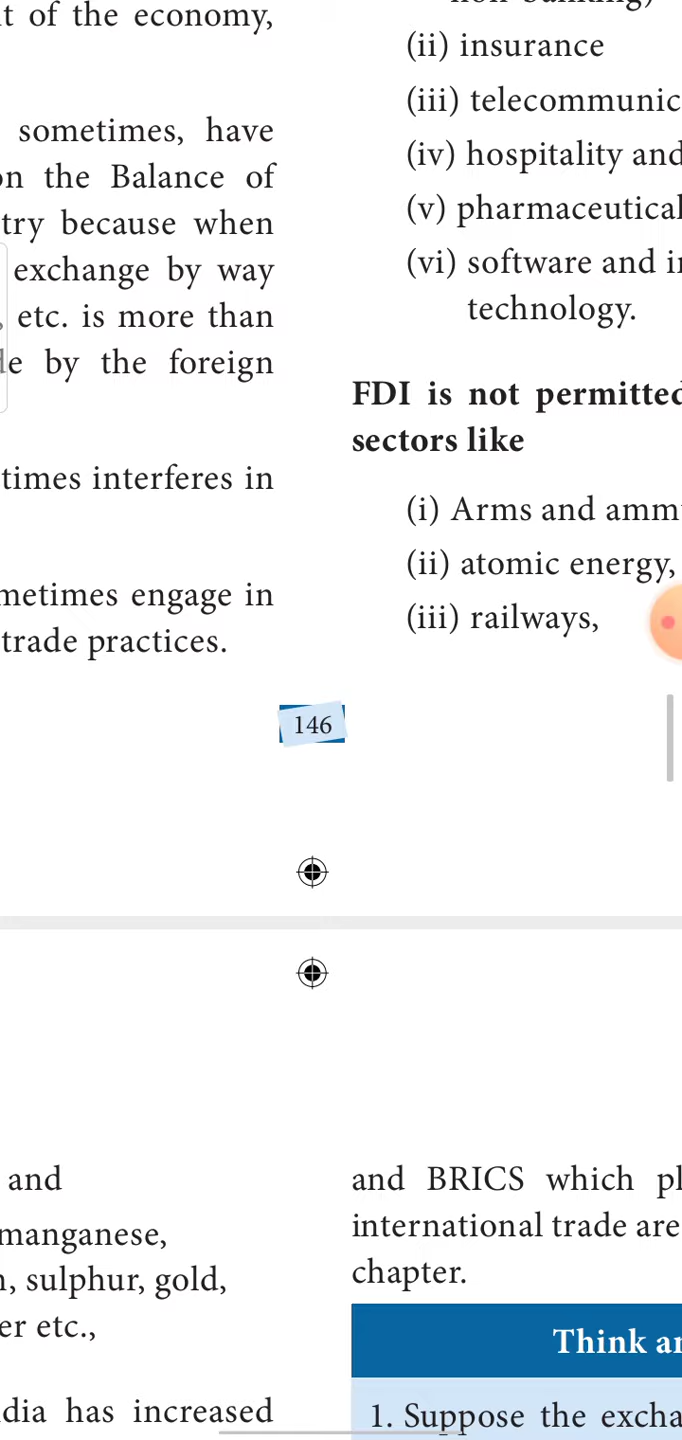 of the economy,
sometimes, have
the Balance of
try because when
exchange by way
etc. is more than
by the foreign
times interferes in
metimes engage in
trade practices.
(ii) insurance
(iii) telecommunic
(iv) hospitality and
(v) pharmaceutical
(vi) software and
technology.
FDI is not permitted
sectors like
(i) Arms and amm
(ii) atomic energy,
(iii) railways,
146
and
manganese,
, sulphur, gold,
er etc.,
dia has increased
and BRICS which pl
international trade are
chapter.
Think
1. Suppose the excha